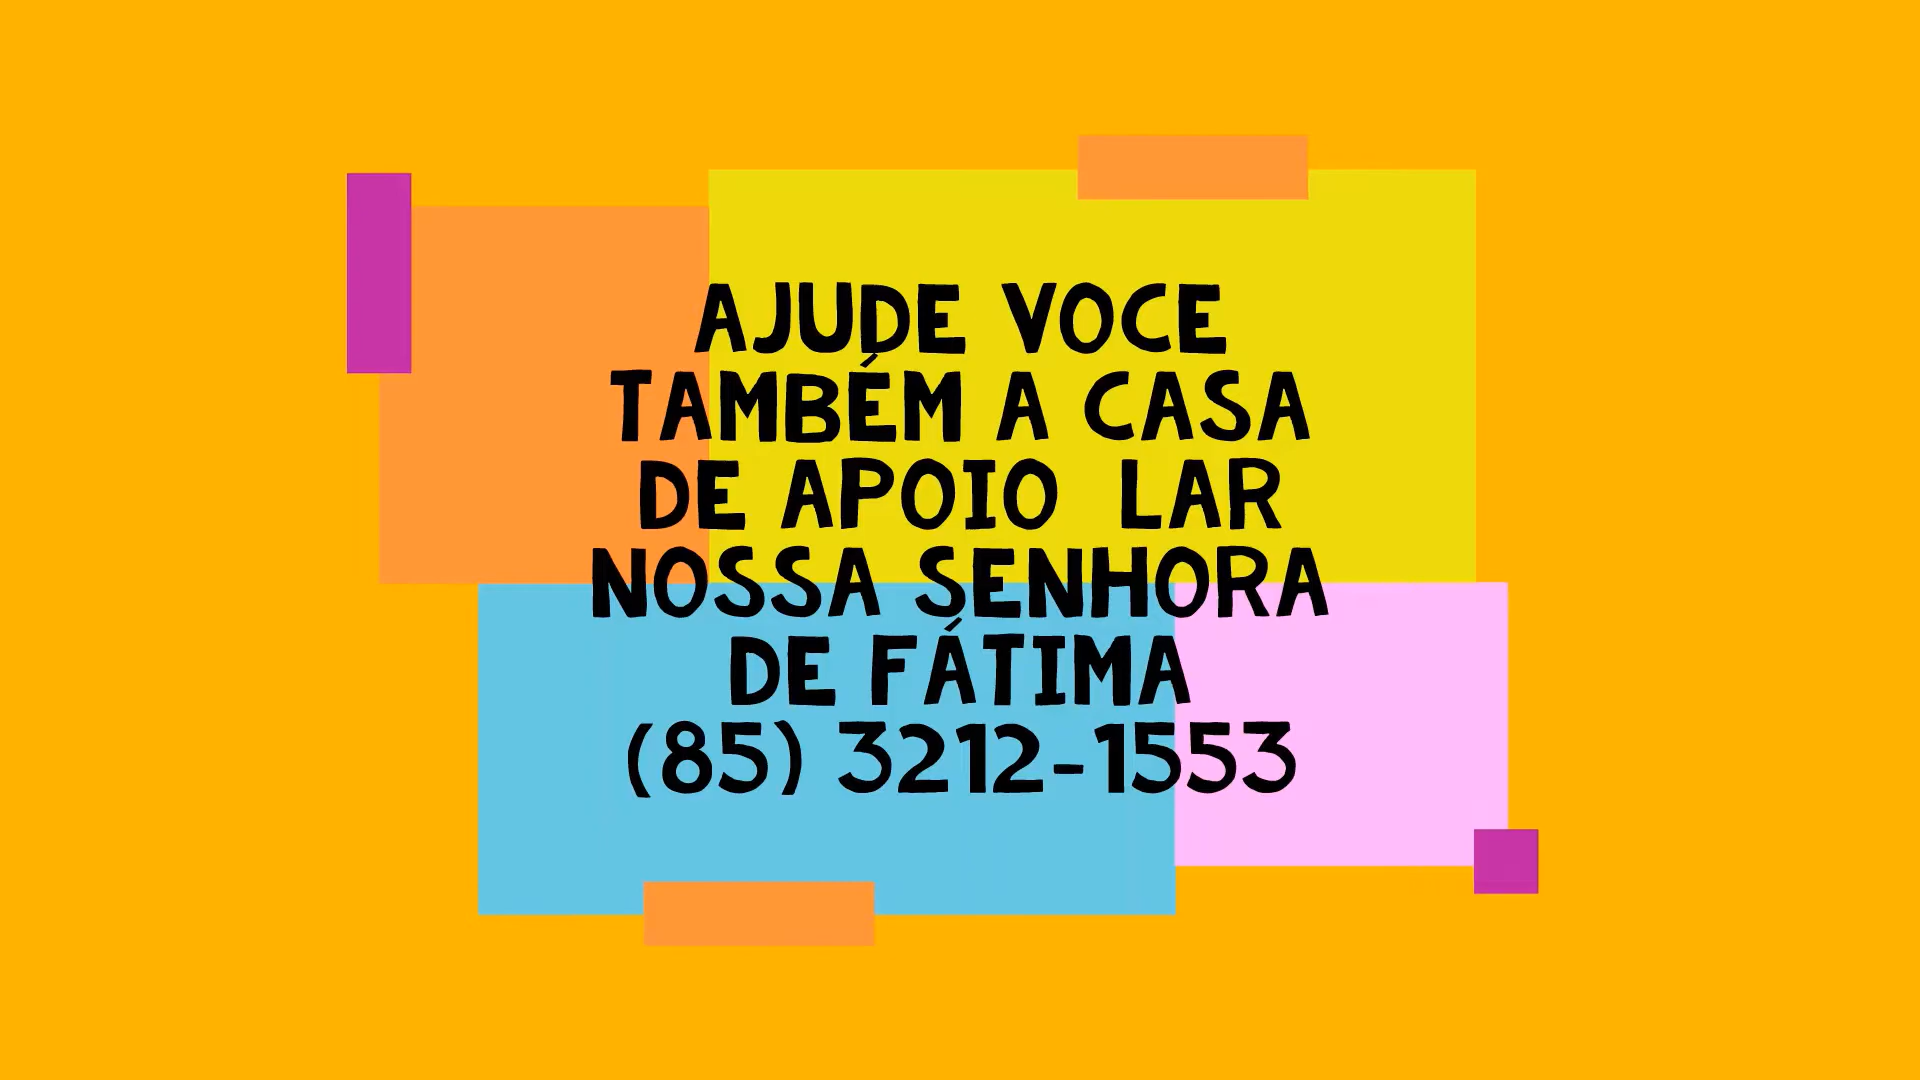 AJUDE VOCE
TAMBÉM A CASA
DE APOIO LAR
NOSSA SENHORA
DE FÁTIMA
(85) 3212-1553